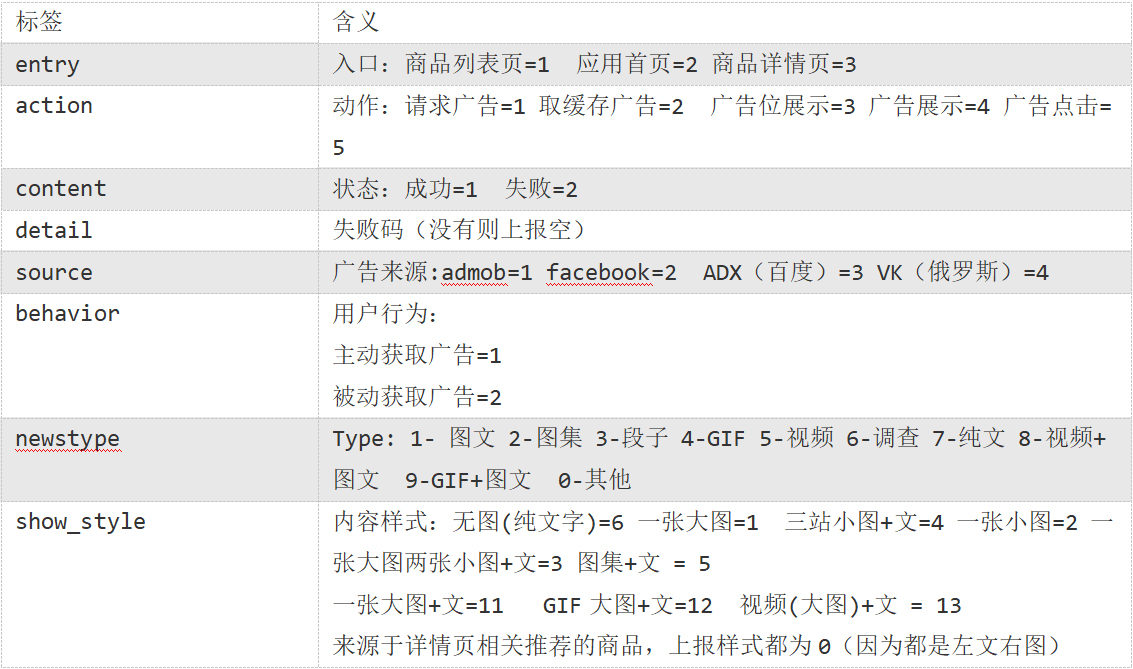 标签 含义
entry 入口：商品列表页=1 应用首页=2 商品详情页=3
action 动作：请求广告=1 取缓存广告=2 广告位展示=3 广告展示=4 广告点击=
5
content 状态：成功=1 失败=2
detail 失败码（没有则上报空）
source 广告来源:admob=1 facebook=2 ADX（百度）=3 VK（俄罗斯）=4
behavior 用户行为:
主动获取广告=1
被动获取广告=2
newstype Type: 1- 图文 2-图集 3-段子 4-GIF 5-视频 6-调查 7-纯文 8-视频+
图文 9-GIF+图文 0-其他
show_style 内容样式：无图(纯文字)=6 一张大图=1 三站小图+文=4 一张小图=2 一
张大图两张小图+文=3 图集+文 = 5
一张大图+文=11 GIF 大图+文=12 视频(大图)+文 = 13
来源于详情页相关推荐的商品，上报样式都为 0（因为都是左文右图）